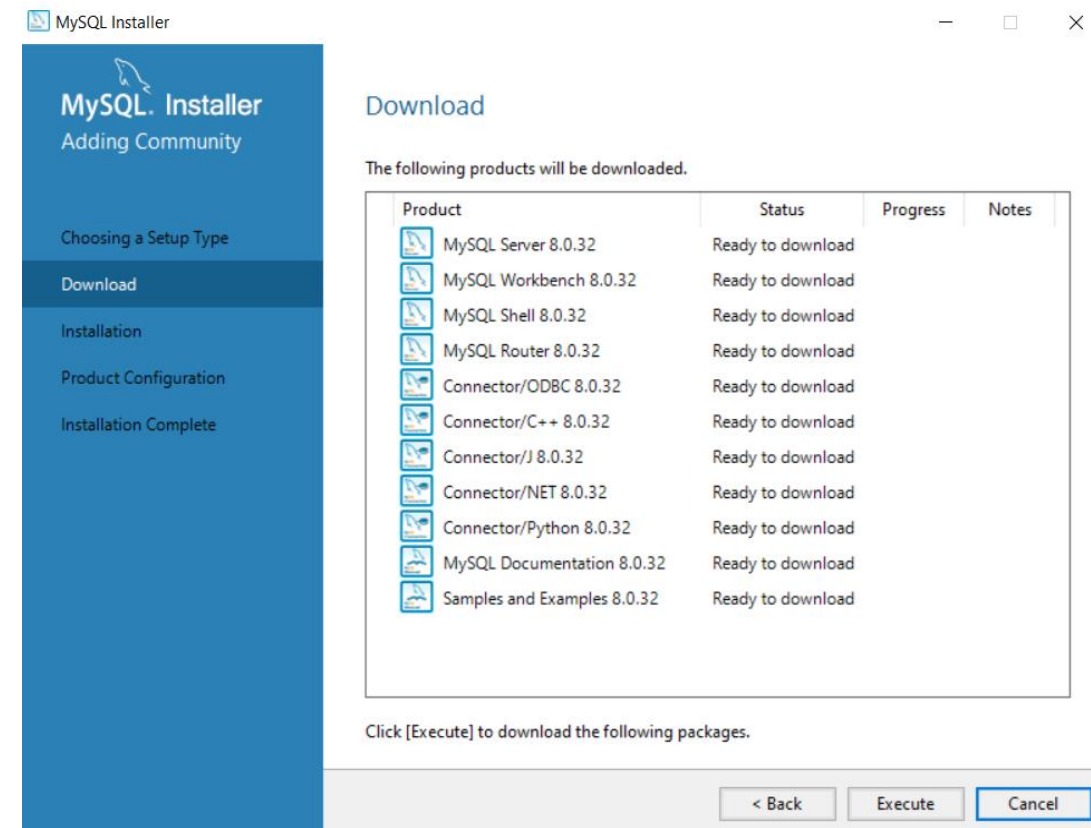 MySQL Installer
MySQL. Installer
Adding Community
Choosing a Setup Type
Download
Installation
Product Configuration
Installation Complete
Download
The following products will be downloaded.
Product Status Progress Notes
MySQL Server 8.0.32 Ready to download
MySQL Workbench 8.0.32 Ready to download
MySQL Shell 8.0.32 Ready to download
MySQL Router 8.0.32 Ready to download
Connector/ODBC 8.0.32 Ready to download
Connector/C++ 8.0.32 Ready to download
Connector/J 8.0.32 Ready to download
Connector/NET 8.0.32 Ready to download
Connector/Python 8.0.32 Ready to download
MySQL Documentation 8.0.32 Ready to download
Samples and Examples 8.0.32 Ready to download
Click [Execute] to download the following packages.
< Back Execute Cancel